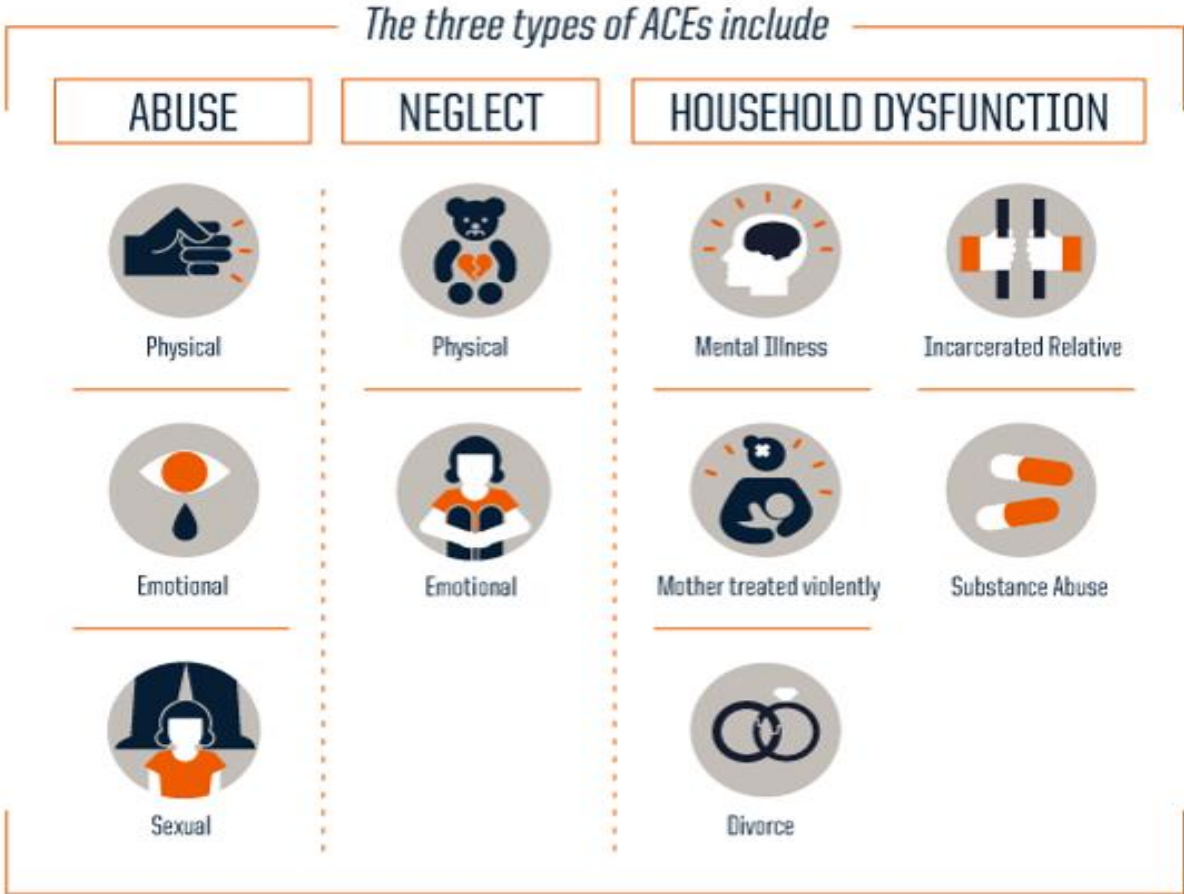 The three types of ACEs include
ABUSE
NEGLECT
HOUSEHOLD DYSFUNCTION
Physical
Emotional
Sexual
Physical
Emotional
Mental Illness
Incarcerated Relative
Mother treated violently
Substance Abuse
Divorce